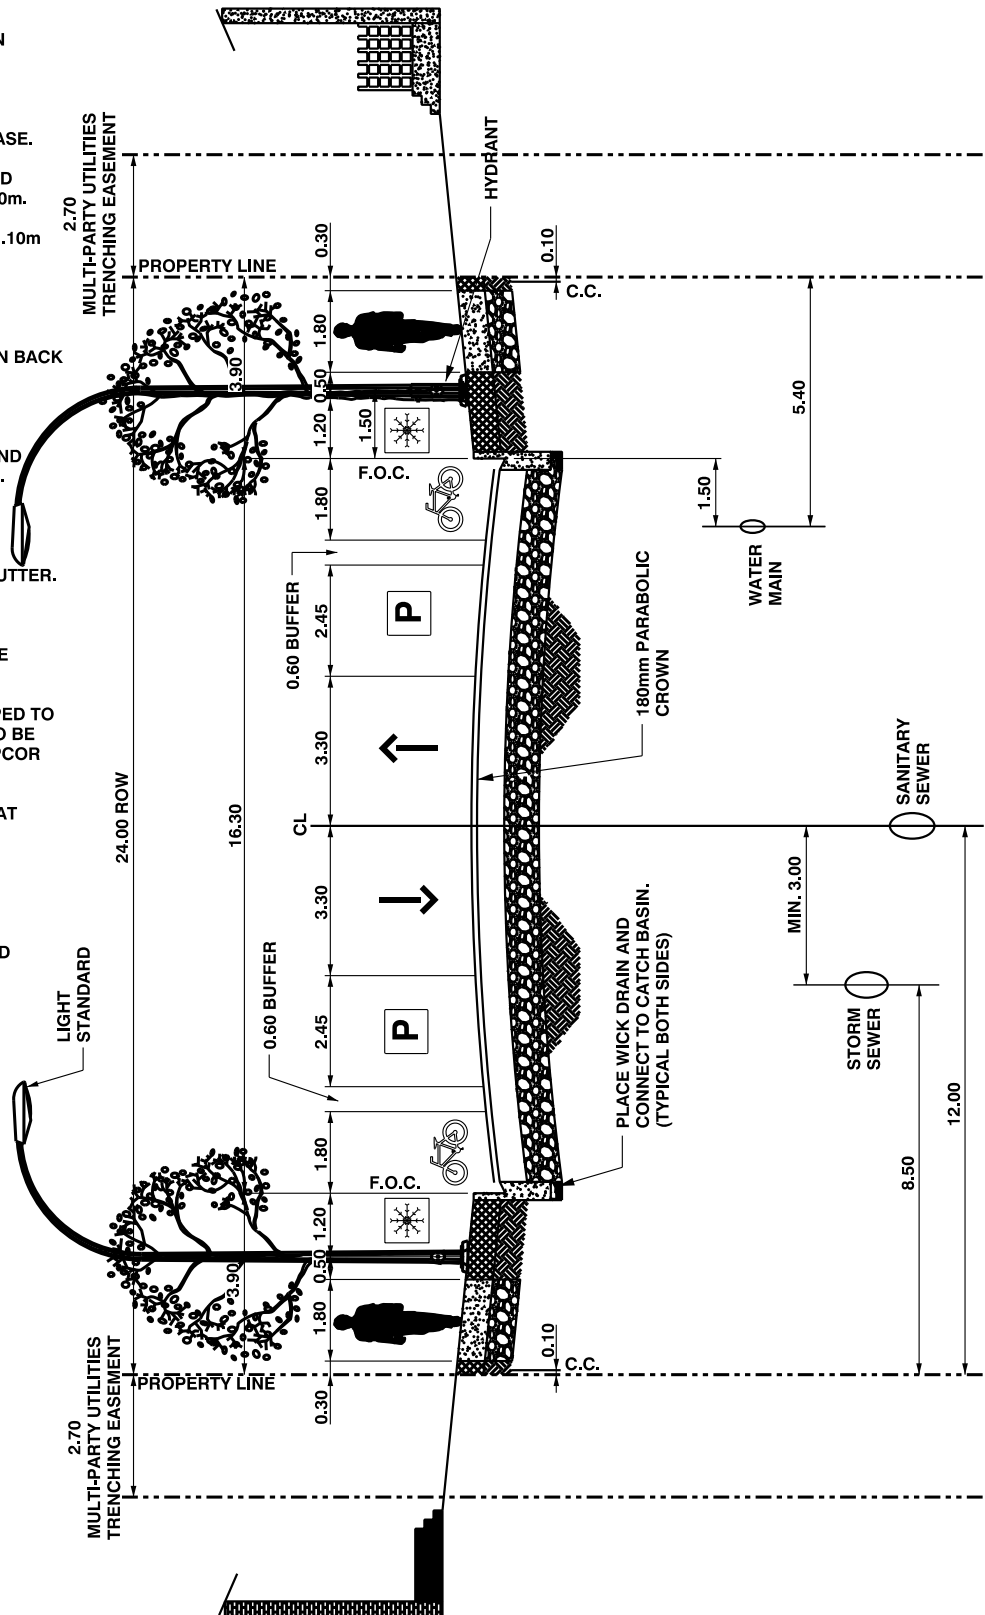 N
ASE.
D
0m.
.10m
N BACK
ND
.
UTTER.
E
PED TO
O BE
PCOR
AT
D
2.70
MULTI-PARTY UTILITIES
TRENCHING EASEMENT
PROPERTY LINE
0.30
1.80
0.50
1.20
3.90
1.50
F.O.C.
HYDRANT
0.10
C.C.
5.40
1.50
WATER
MAIN
1.80
0.60 BUFFER
2.45
P
3.30
180mm PARABOLIC
CROWN
24.00 ROW
16.30
CL
SANITARY
SEWER
3.30
MIN. 3.00
LIGHT
STANDARD
0.60 BUFFER
2.45
P
PLACE WICK DRAIN AND
CONNECT TO CATCH BASIN.
(TYPICAL BOTH SIDES)
STORM
SEWER
12.00
8.50
1.80
F.O.C.
1.20
0.50
3.90
1.80
0.30
0.10
C.C.
PROPERTY LINE
2.70
MULTI-PARTY UTILITIES
TRENCHING EASEMENT